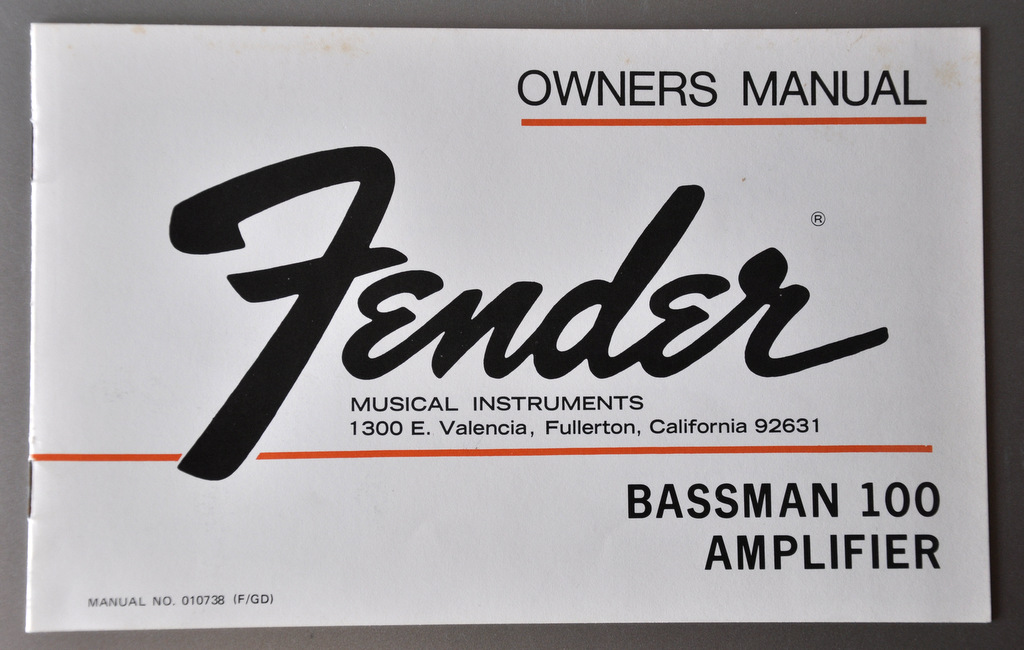 OWNERS MANUAL
Fender ®
MUSICAL INSTRUMENTS
1300 E. Valencia, Fullerton, California 92631
BASSMAN 100
AMPLIFIER
MANUAL NO. 010738 (F/GD)